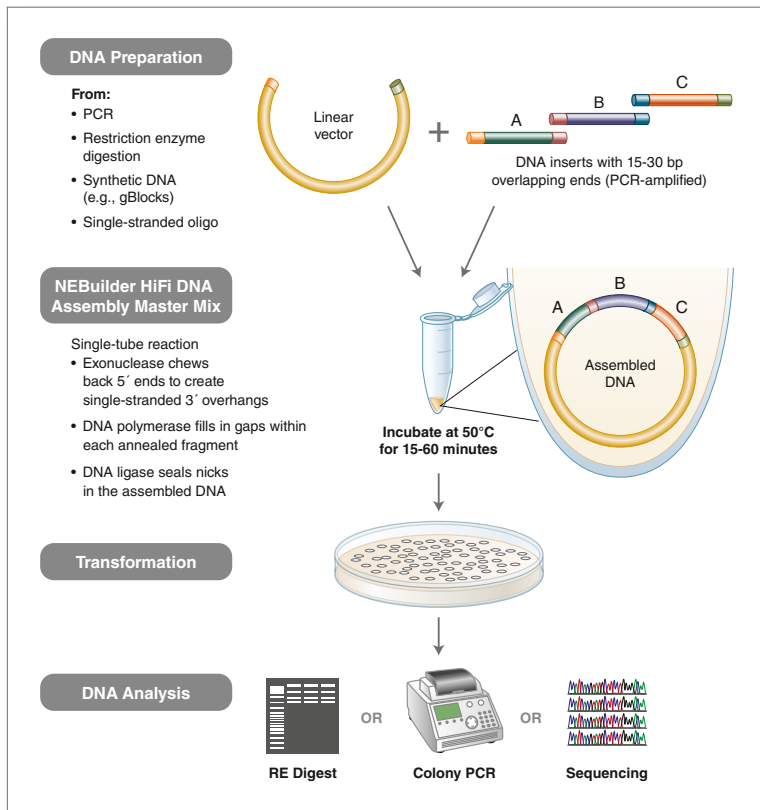 DNA Preparation
From:
• PCR
• Restriction enzyme
digestion
• Synthetic DNA
(e.g., gBlocks)
• Single-stranded oligo
Linear
vector
+
A
B
C
DNA inserts with 15-30 bp
overlapping ends (PCR-amplified)
NEBuilder HiFi DNA
Assembly Master Mix
Single-tube reaction
• Exonuclease chews
back 5´ ends to create
single-stranded 3´ overhangs
• DNA polymerase fills in gaps within
each annealed fragment
• DNA ligase seals nicks
in the assembled DNA
Incubate at 50°C
for 15-60 minutes
A
B
C
Assembled
DNA
Transformation
DNA Analysis
OR
OR
RE Digest
Colony PCR
Sequencing